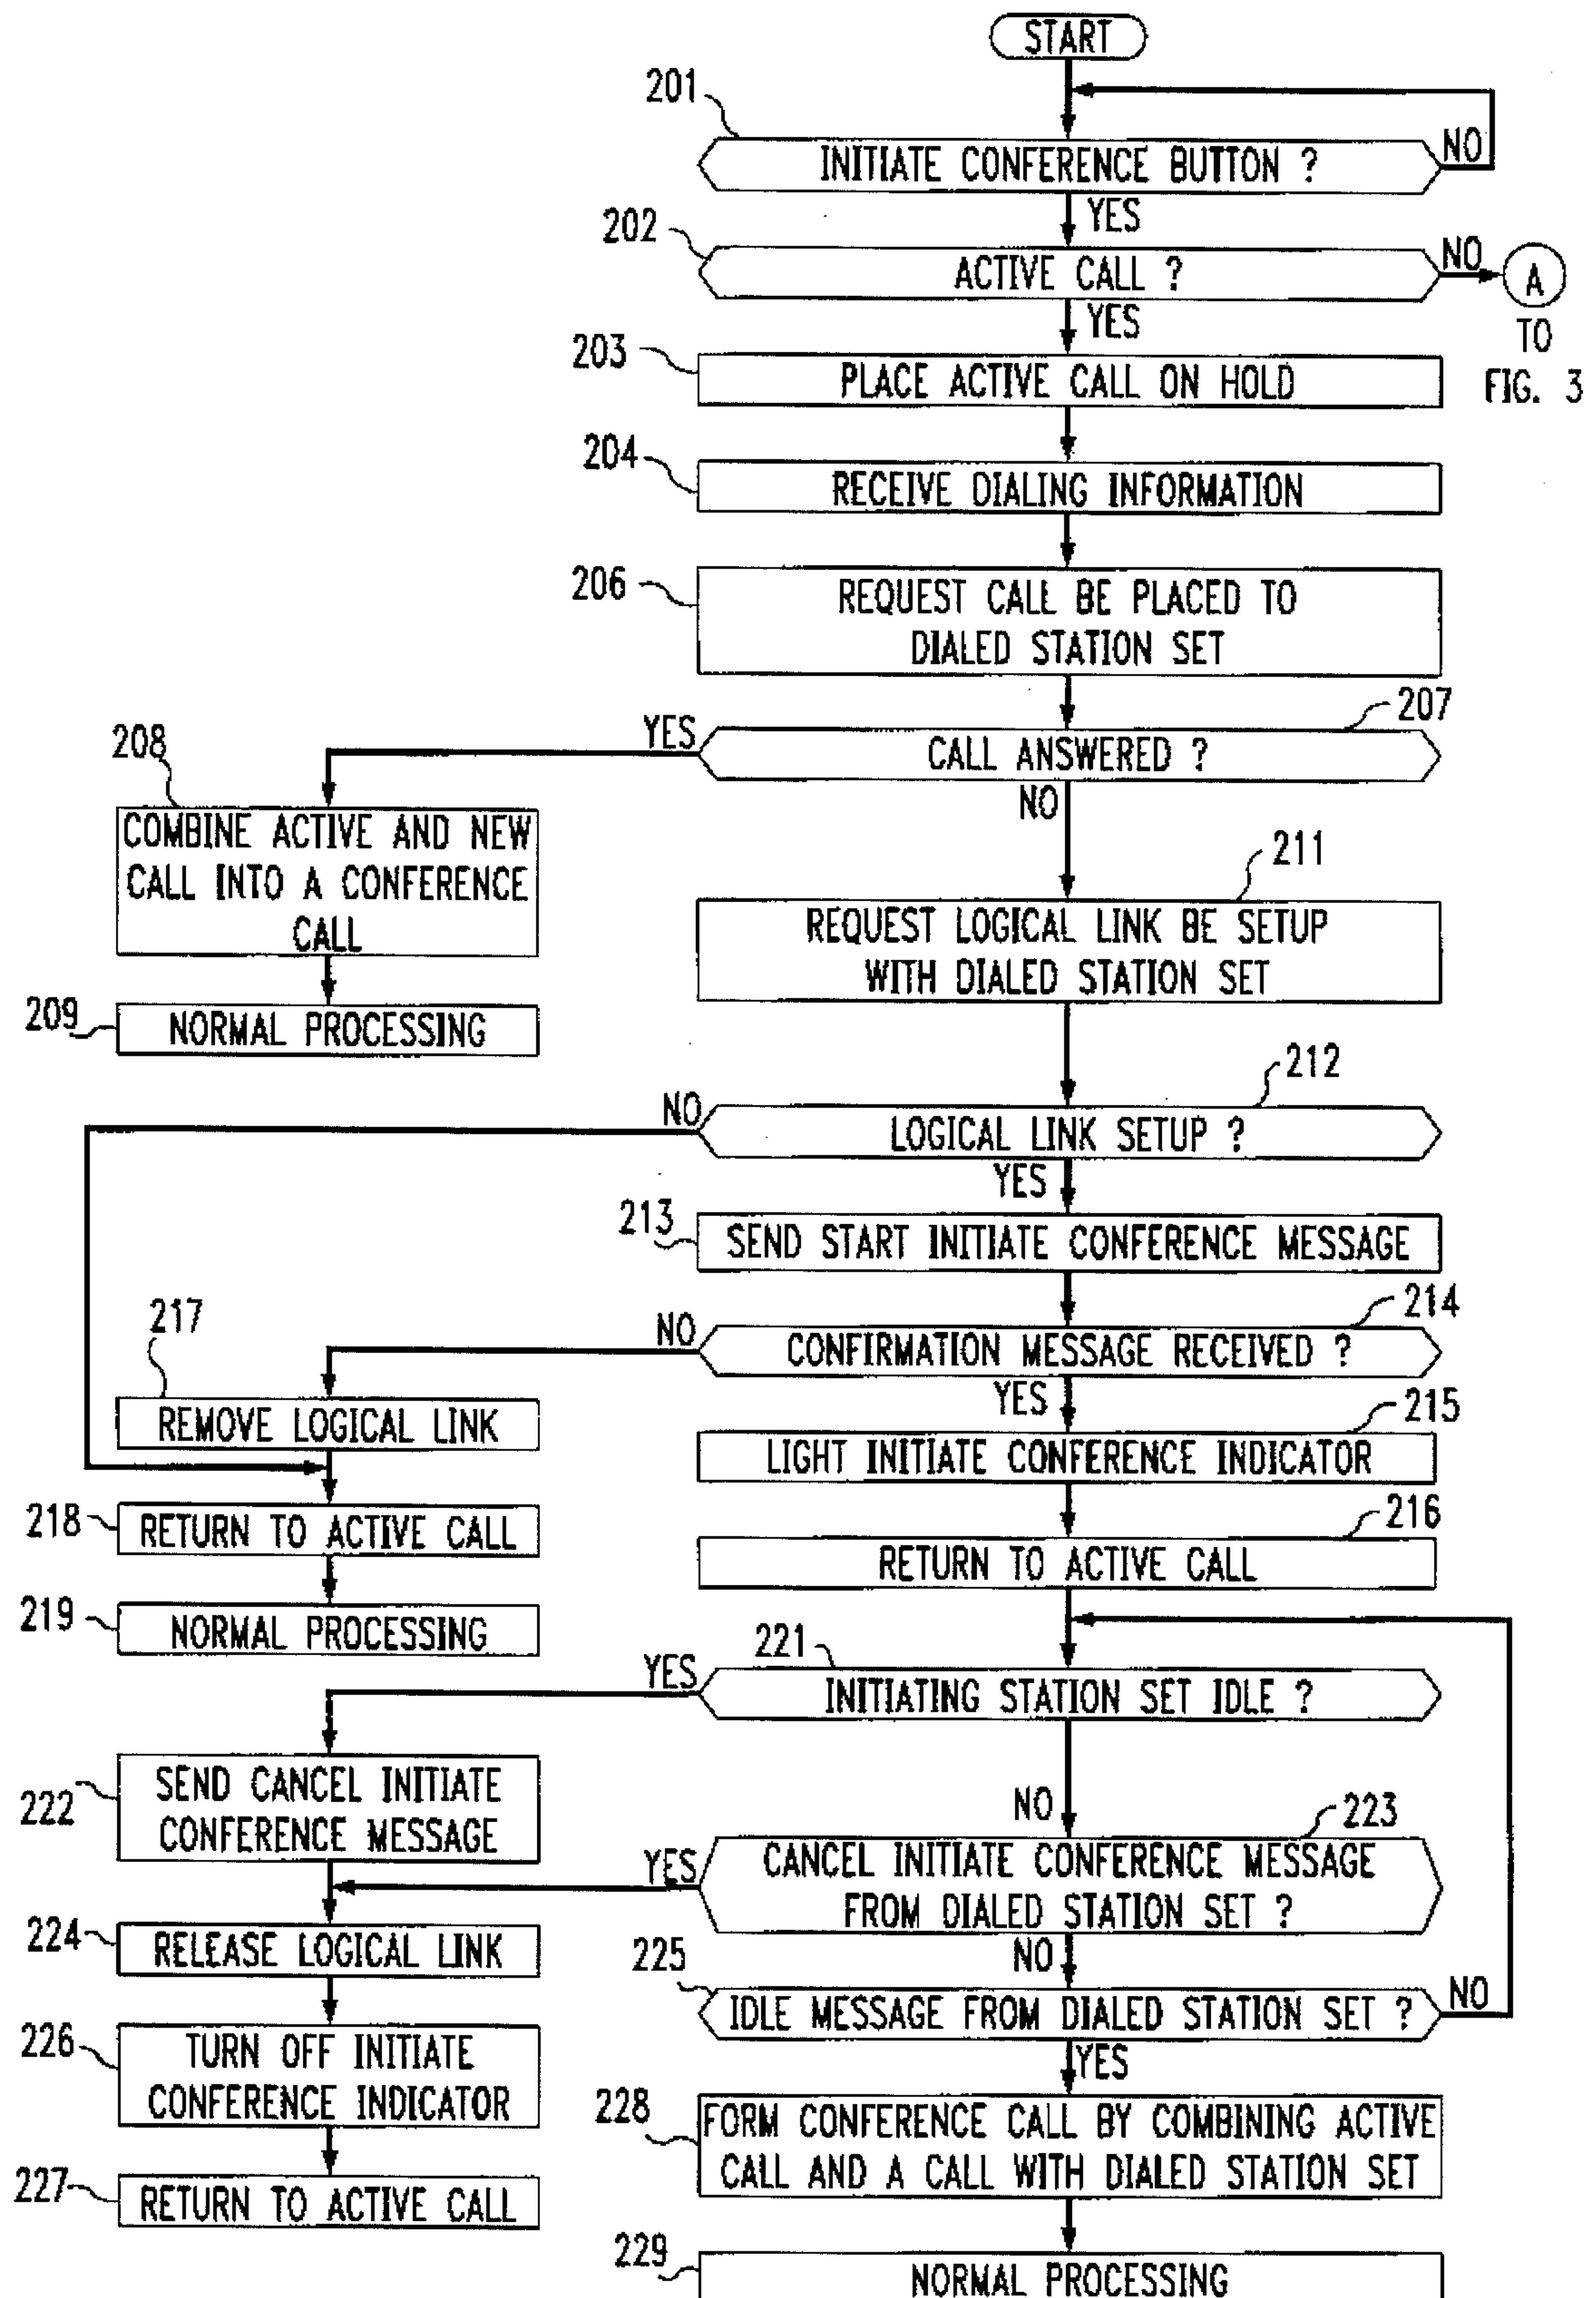 START
201
INITIATE CONFERENCE BUTTON ?
NO
YES
202
ACTIVE CALL ?
NO
A
TO
FIG. 3
YES
203
PLACE ACTIVE CALL ON HOLD
204
RECEIVE DIALING INFORMATION
206
REQUEST CALL BE PLACED TO
DIALED STATION SET
207
CALL ANSWERED ?
YES
NO
208
COMBINE ACTIVE AND NEW
CALL INTO A CONFERENCE
CALL
209
NORMAL PROCESSING
211
REQUEST LOGICAL LINK BE SETUP
WITH DIALED STATION SET
212
LOGICAL LINK SETUP ?
NO
YES
213
SEND START INITIATE CONFERENCE MESSAGE
214
CONFIRMATION MESSAGE RECEIVED ?
NO
YES
217
REMOVE LOGICAL LINK
215
LIGHT INITIATE CONFERENCE INDICATOR
218
RETURN TO ACTIVE CALL
216
RETURN TO ACTIVE CALL
219
NORMAL PROCESSING
221
INITIATING STATION SET IDLE ?
YES
NO
222
SEND CANCEL INITIATE
CONFERENCE MESSAGE
223
CANCEL INITIATE CONFERENCE MESSAGE
FROM DIALED STATION SET ?
YES
NO
224
RELEASE LOGICAL LINK
225
IDLE MESSAGE FROM DIALED STATION SET ?
NO
YES
226
TURN OFF INITIATE
CONFERENCE INDICATOR
227
RETURN TO ACTIVE CALL
228
FORM CONFERENCE CALL BY COMBINING ACTIVE
CALL AND A CALL WITH DIALED STATION SET
229
NORMAL PROCESSING